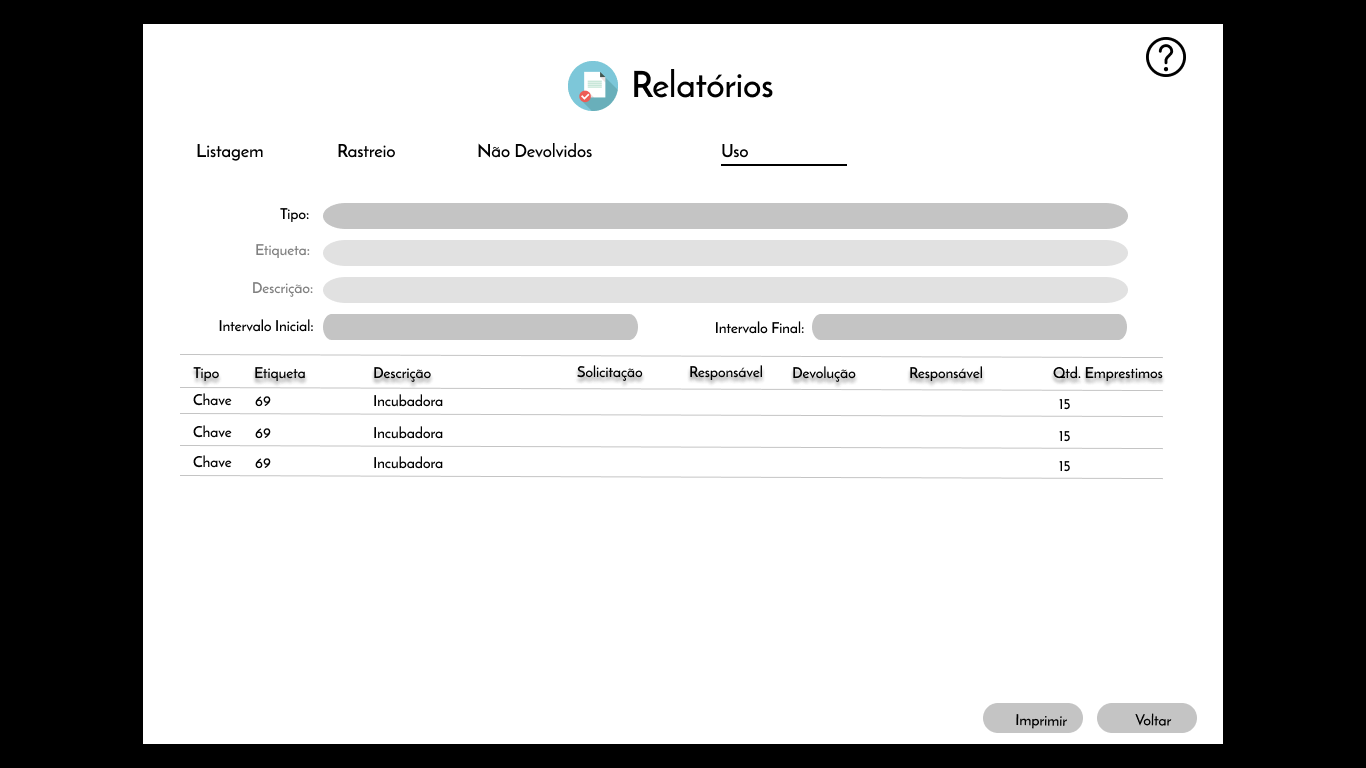 ?
Relatórios
Listagem Rastreio Não Devolvidos Uso
Tipo:
Etiqueta:
Descrição:
Intervalo Inicial: Intervalo Final:
Tipo Etiqueta Descrição Solicitação Responsável Devolução Responsável Qtd. Emprestimos
Chave 69 Incubadora 15
Chave 69 Incubadora 15
Chave 69 Incubadora 15
Imprimir Voltar